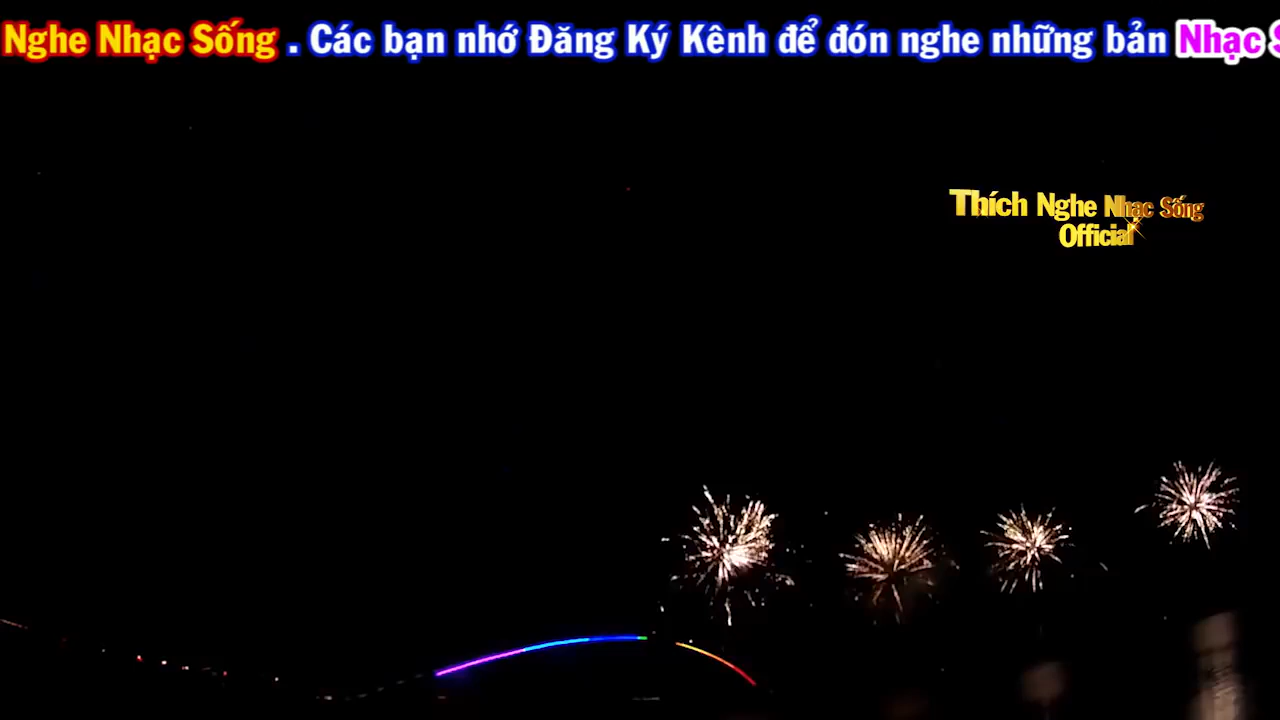 Nghe Nhạc Sống . Các bạn nhớ Đăng Ký Kênh để đón nghe những bản Nhạc
Thích Nghe Nhạc Sống
Official